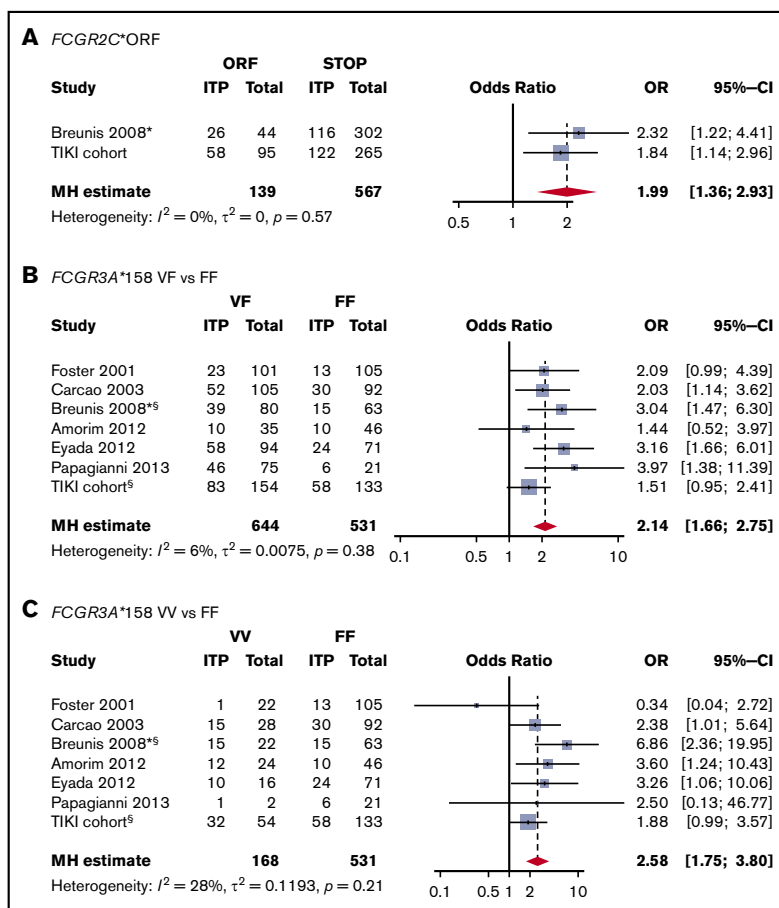 A FCGR2C*ORF
ORF STOP
Study ITP Total ITP Total Odds Ratio OR 95%–CI
Breunis 2008* 26 44 116 302 2.32 [1.22; 4.41]
TIKI cohort 58 95 122 265 1.84 [1.14; 2.96]
MH estimate 139 567 1.99 [1.36; 2.93]
Heterogeneity: I² = 0%, τ² = 0, p = 0.57
0.5 1 2
B FCGR3A*158 VF vs FF
VF FF
Study ITP Total ITP Total Odds Ratio OR 95%–CI
Foster 2001 23 101 13 105 2.09 [0.99; 4.39]
Carcao 2003 52 105 30 92 2.03 [1.14; 3.62]
Breunis 2008*§ 39 80 15 63 3.04 [1.47; 6.30]
Amorim 2012 10 35 10 46 1.44 [0.52; 3.97]
Eyada 2012 58 94 24 71 3.16 [1.66; 6.01]
Papagianni 2013 46 75 6 21 3.97 [1.38; 11.39]
TIKI cohort§ 83 154 58 133 1.51 [0.95; 2.41]
MH estimate 644 531 2.14 [1.66; 2.75]
Heterogeneity: I² = 6%, τ² = 0.0075, p = 0.38
0.1 0.5 1 2 10
C FCGR3A*158 VV vs FF
VV FF
Study ITP Total ITP Total Odds Ratio OR 95%–CI
Foster 2001 1 22 13 105 0.34 [0.04; 2.72]
Carcao 2003 15 28 30 92 2.38 [1.01; 5.64]
Breunis 2008*§ 15 22 15 63 6.86 [2.36; 19.95]
Amorim 2012 12 24 10 46 3.60 [1.24; 10.43]
Eyada 2012 10 16 24 71 3.26 [1.06; 10.06]
Papagianni 2013 1 2 6 21 2.50 [0.13; 46.77]
TIKI cohort§ 32 54 58 133 1.88 [0.99; 3.57]
MH estimate 168 531 2.58 [1.75; 3.80]
Heterogeneity: I² = 28%, τ² = 0.1193, p = 0.21
0.1 0.5 1 2 10